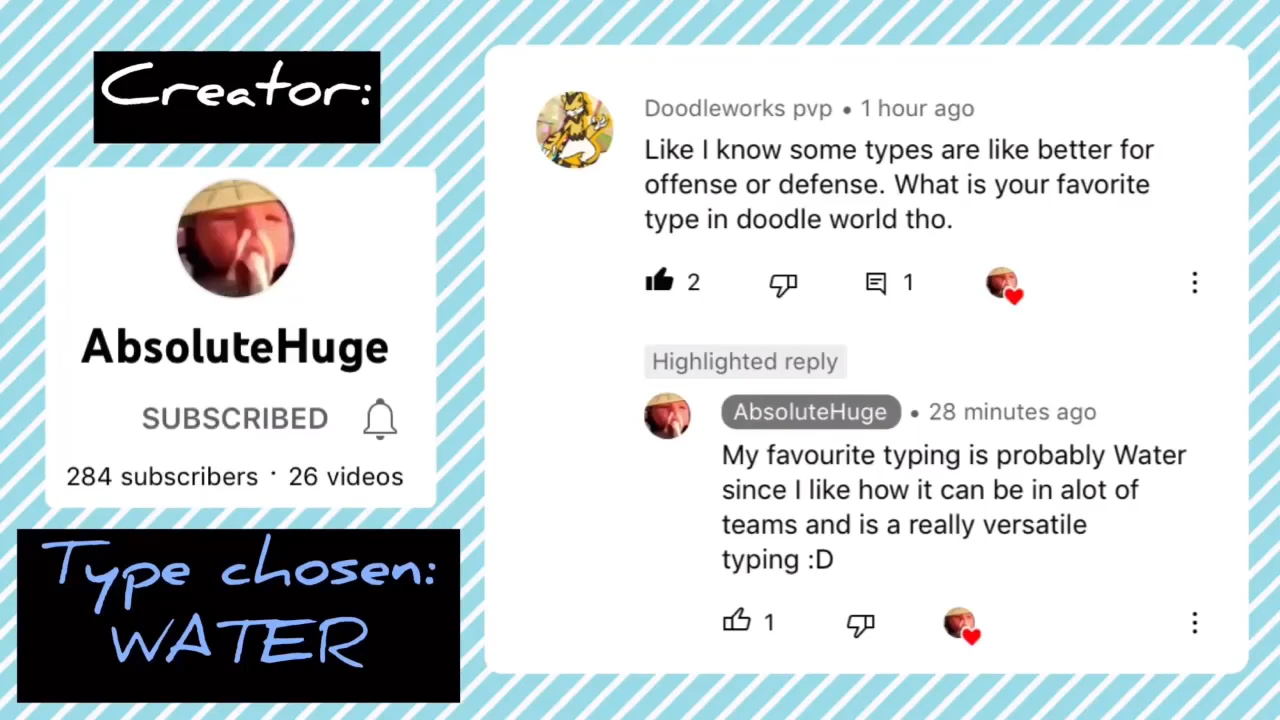 Creator:
AbsoluteHuge
SUBSCRIBED
284 subscribers · 26 videos
Type chosen:
WATER
Doodleworks pvp • 1 hour ago
Like I know some types are like better for
offense or defense. What is your favorite
type in doodle world tho.
2
1
Highlighted reply
AbsoluteHuge • 28 minutes ago
My favourite typing is probably Water
since I like how it can be in alot of
teams and is a really versatile
typing :D
1